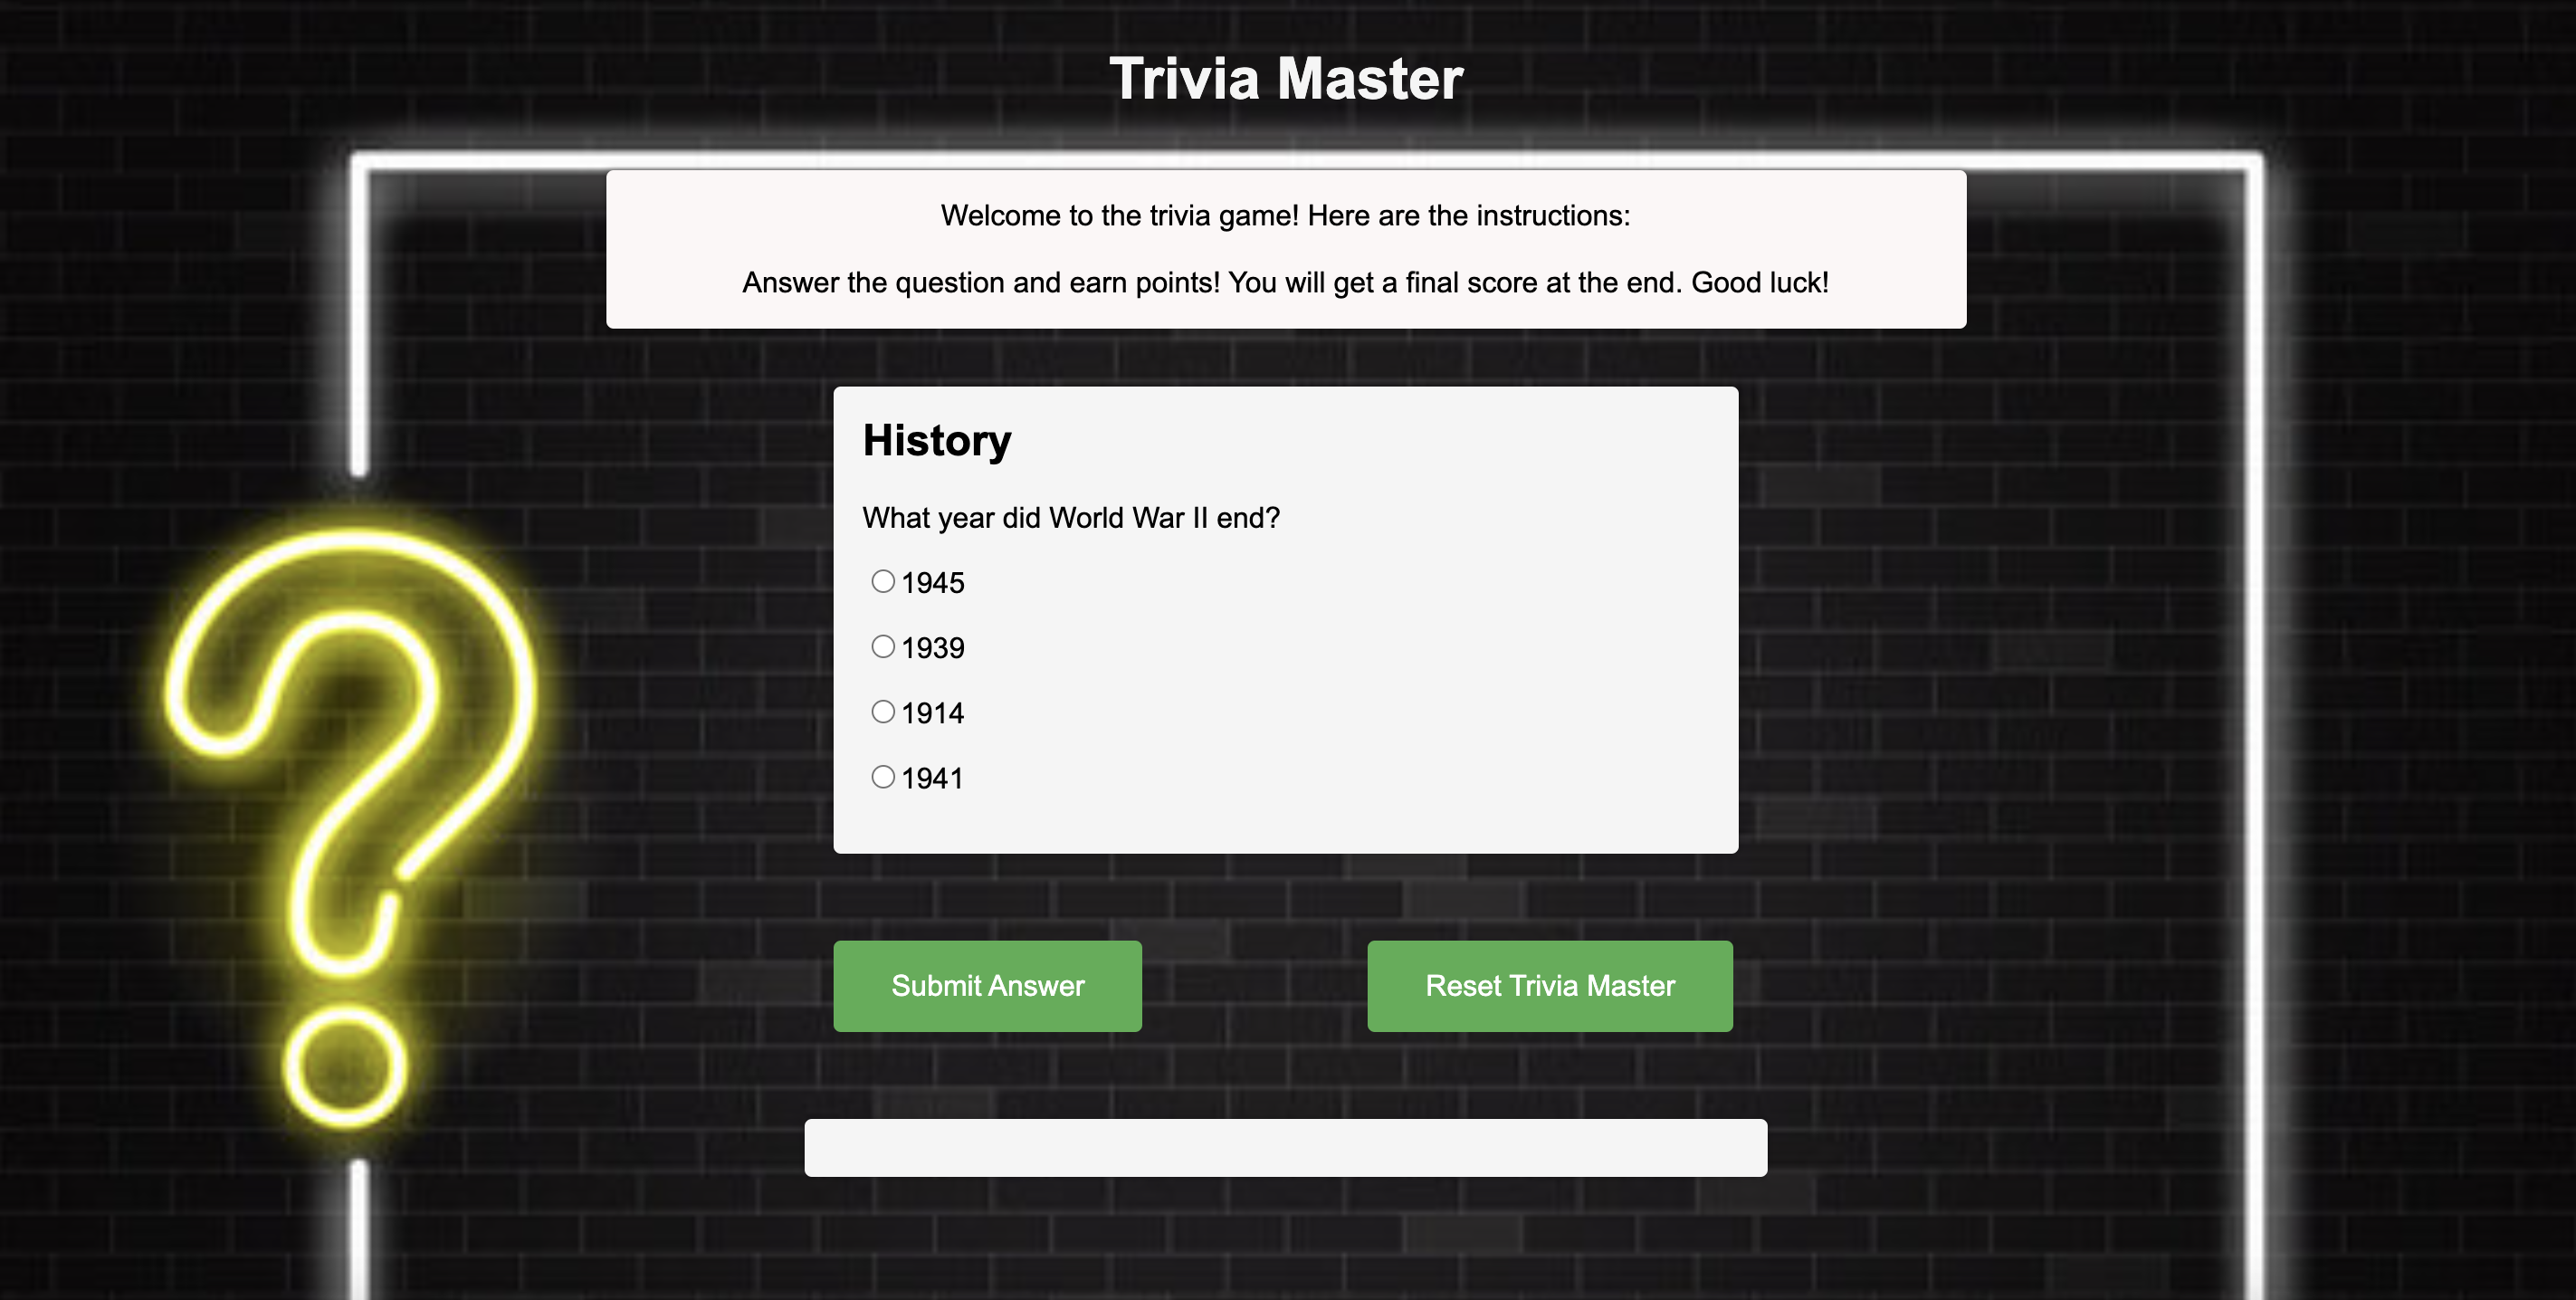 Trivia Master
Welcome to the trivia game! Here are the instructions:
Answer the question and earn points! You will get a final score at the end. Good luck!
History
What year did World War II end?
1945
1939
1914
1941
Submit Answer
Reset Trivia Master